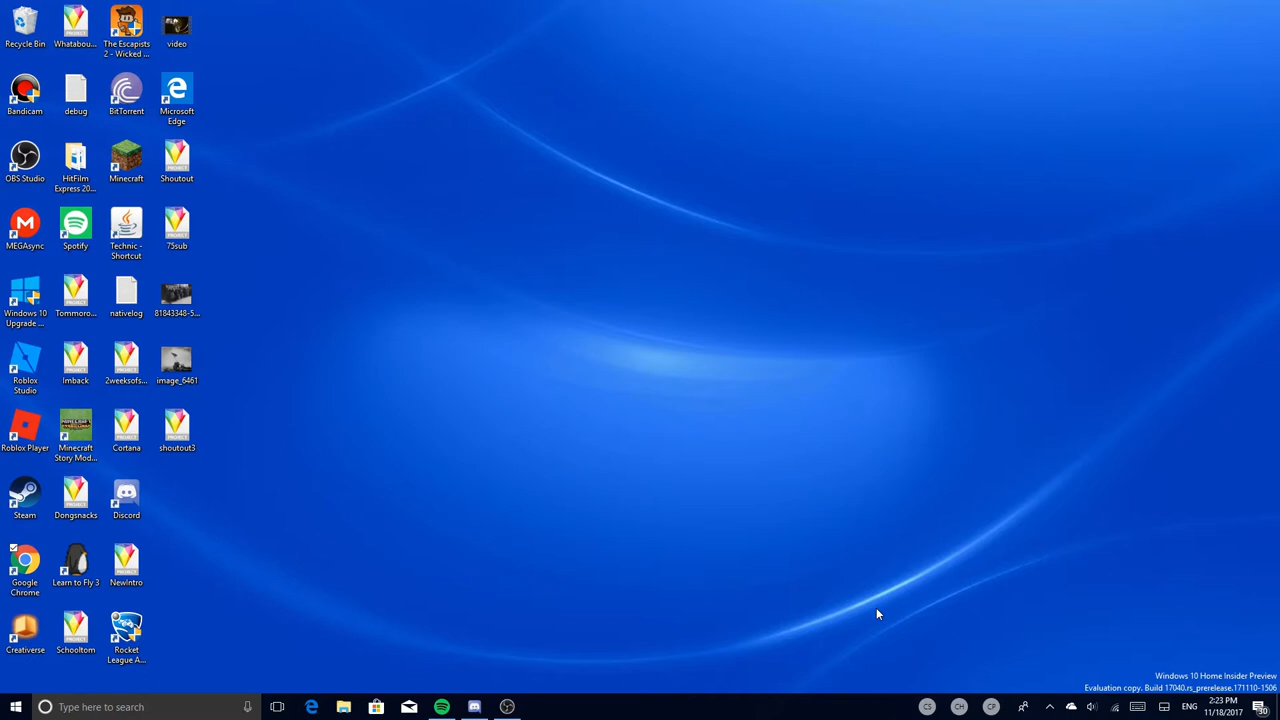 Recycle Bin
Whatabou...
The Escapists
2 - Wicked ...
video
Bandicam
debug
BitTorrent
Microsoft
Edge
OBS Studio
HitFilm
Express 20...
Minecraft
Shoutout
MEGAsync
Spotify
Technic -
Shortcut
75sub
Windows 10
Upgrade ...
Tommoro...
nativelog
81843348-5...
Roblox
Studio
Imback
2weeksofs...
image_6461
Roblox Player
Minecraft
Story Mod...
Cortana
shoutout3
Steam
Dongsnacks
Discord
Google
Chrome
Learn to Fly 3
NewIntro
Creativerse
Schooltom
Rocket
League A...
Windows 10 Home Insider Preview
Evaluation copy. Build 17040.rs_prerelease.171110-1506
Type here to search
CS
CH
CP
ENG
2:23 PM
11/18/2017
30